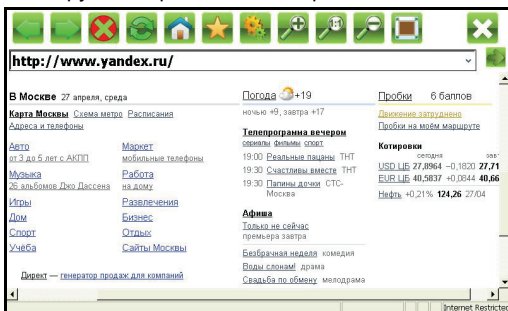 1:1
http://www.yandex.ru/
В Москве 27 апреля, среда
Карта Москвы Схема метро Расписания
Адреса и телефоны
Авто
от 3 до 5 лет с АКПП
Музыка
26 альбомов Джо Дассена
Игры
Дом
Спорт
Учёба
Маркет
мобильные телефоны
Работа
на дому
Развлечения
Бизнес
Отдых
Сайты Москвы
Директ — генератор продаж для компаний
Погода +19
ночью +9, завтра +17
Телепрограмма вечером
сериалы фильмы спорт
19:00 Реальные пацаны ТНТ
19:30 Счастливы вместе ТНТ
19:30 Папины дочки СТС-
Москва
Афиша
Только не сейчас
премьера завтра
Безбрачная неделя комедия
Воды слонам! драма
Свадьба по обмену мелодрама
Пробки 6 баллов
Движение затруднено
Пробки на моём маршруте
Котировки
сегодня завт
USD ЦБ 27,8964 −0,1820 27,71
EUR ЦБ 40,5837 +0,0844 40,66
Нефть +0,21% 124,26 27/04
Internet Restricted